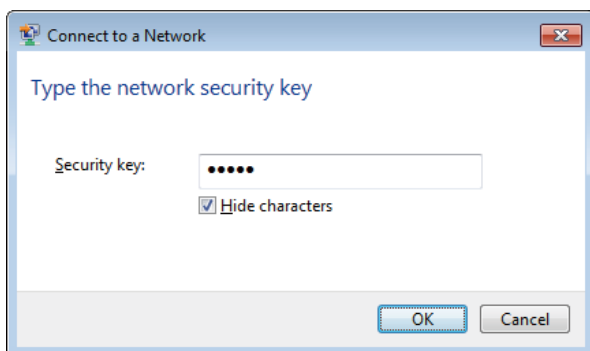 Connect to a Network
Type the network security key
Security key: •••••
Hide characters
OK Cancel